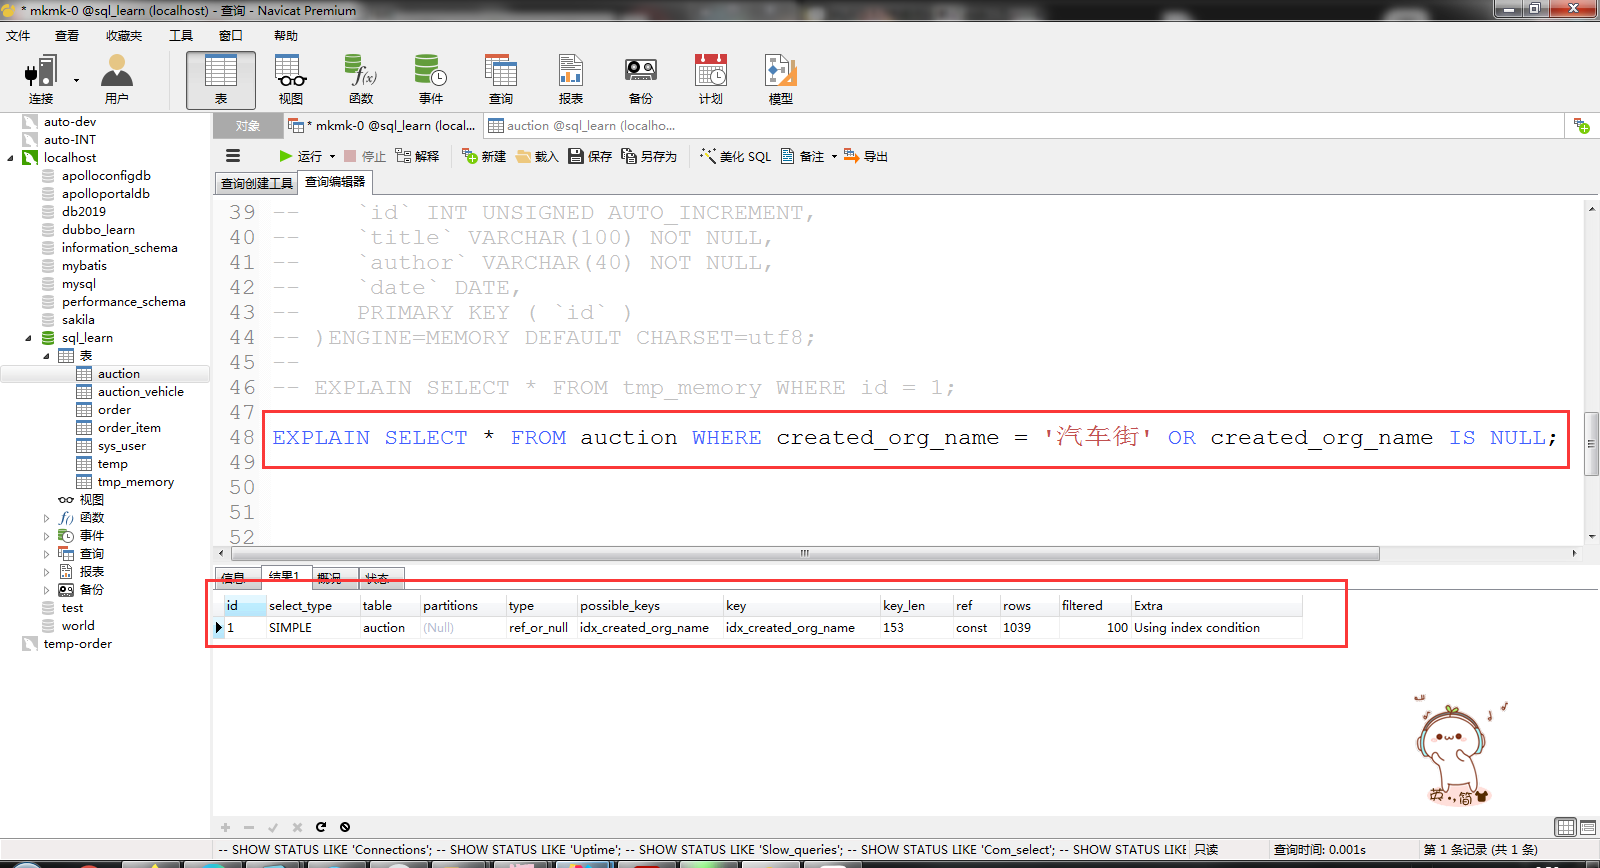 * mkmk-0 @sql_learn (localhost) - 查询 - Navicat Premium
文件 查看 收藏夹 工具 窗口 帮助
连接 用户 表 视图 函数 事件 查询 报表 备份 计划 模型
对象 * mkmk-0 @sql_learn (local... auction @sql_learn (localho...
运行 停止 解释 新建 载入 保存 另存为 美化 SQL 备注 导出
查询创建工具 查询编辑器
auto-dev
auto-INT
localhost
apolloconfigdb
apolloportaldb
db2019
dubbo_learn
information_schema
mybatis
mysql
performance_schema
sakila
sql_learn
表
auction
auction_vehicle
order
order_item
sys_user
temp
tmp_memory
视图
函数
事件
查询
报表
备份
test
world
temp-order
39 -- `id` INT UNSIGNED AUTO_INCREMENT,
40 -- `title` VARCHAR(100) NOT NULL,
41 -- `author` VARCHAR(40) NOT NULL,
42 -- `date` DATE,
43 -- PRIMARY KEY ( `id` )
44 -- )ENGINE=MEMORY DEFAULT CHARSET=utf8;
45 --
46 -- EXPLAIN SELECT * FROM tmp_memory WHERE id = 1;
47
48 EXPLAIN SELECT * FROM auction WHERE created_org_name = '汽车街' OR created_org_name IS NULL;
49
50
51
52
信息 结果1 概况 状态
id select_type table partitions type possible_keys key key_len ref rows filtered Extra
1 SIMPLE auction (Null) ref_or_null idx_created_org_name idx_created_org_name 153 const 1039 100 Using index condition
英 简
-- SHOW STATUS LIKE 'Connections'; -- SHOW STATUS LIKE 'Uptime'; -- SHOW STATUS LIKE 'Slow_queries'; -- SHOW STATUS LIKE 'Com_select'; -- SHOW STATUS LIKE 只读 查询时间: 0.001s 第 1 条记录 (共 1 条)